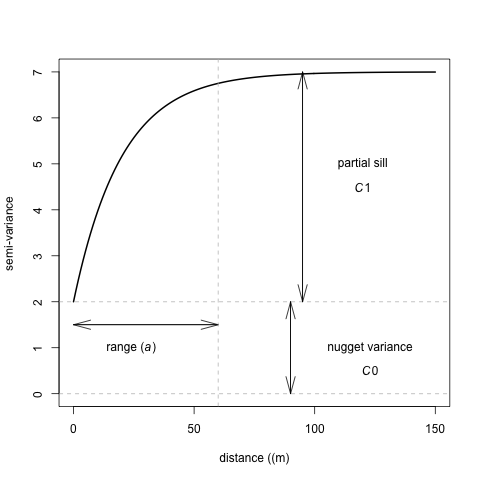 semi-variance
7
6
5
4
3
2
1
0
partial sill
C1
range (a)
nugget variance
C0
0
50
100
150
distance ((m)